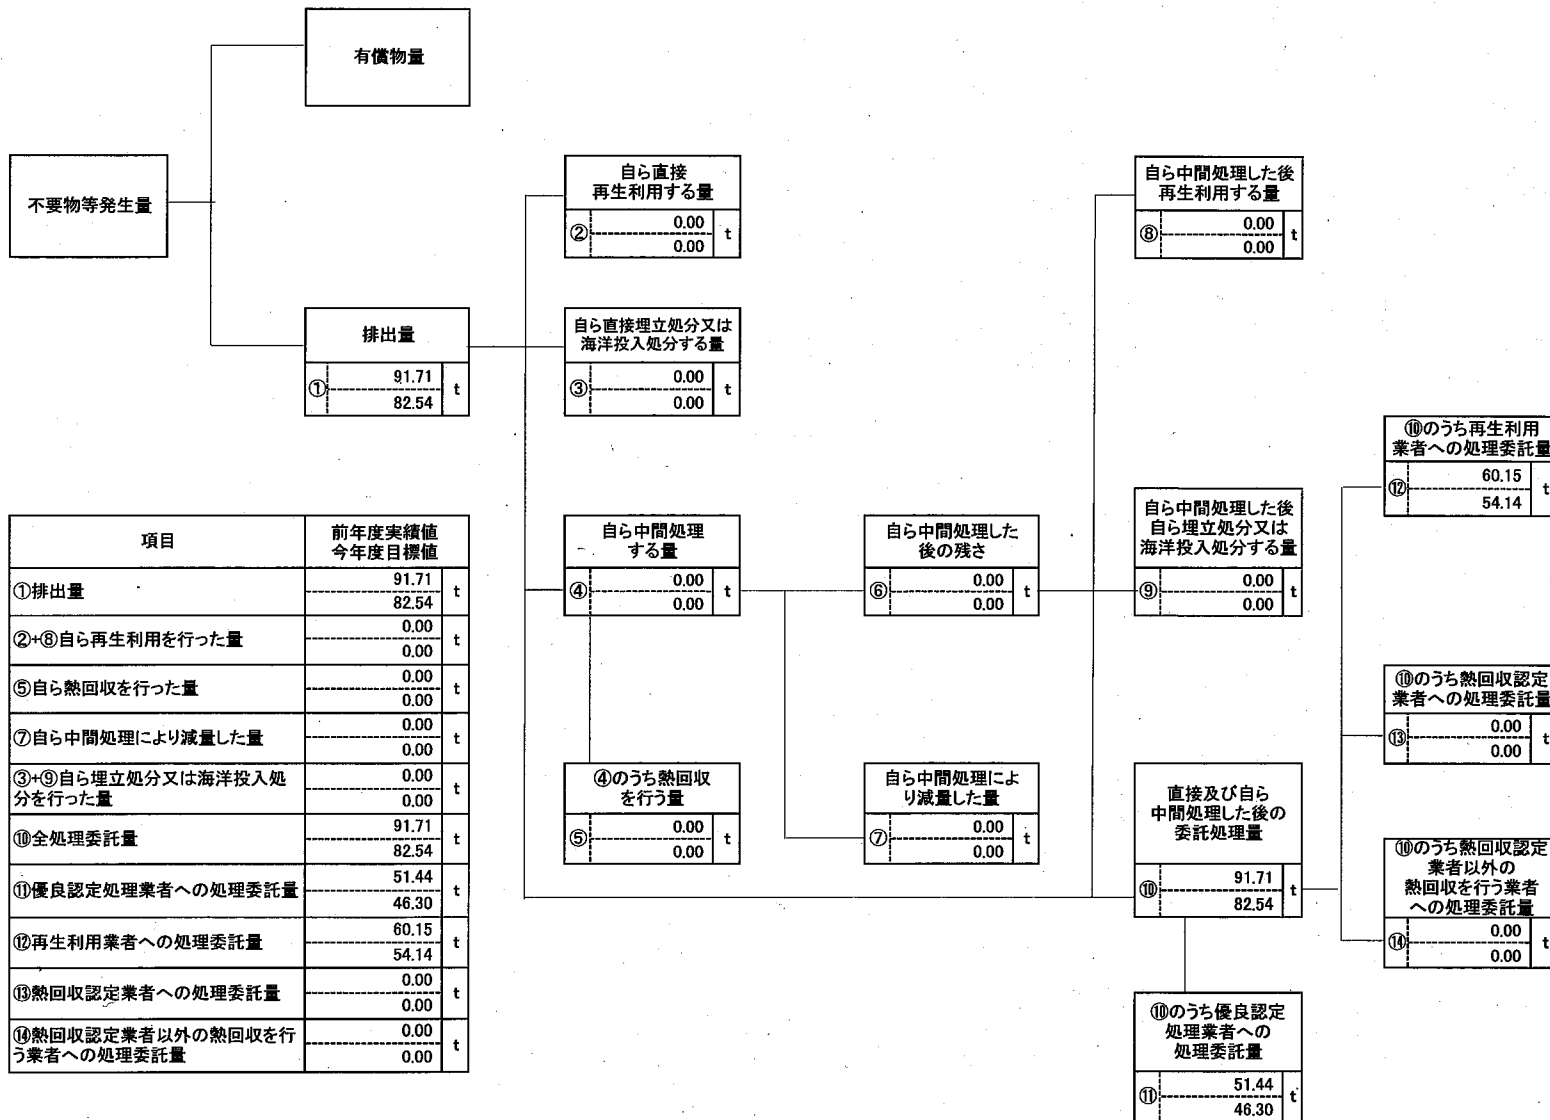 有償物量
不要物等発生量
自ら直接
再生利用する量
② 0.00 t
0.00
自ら中間処理した後
再生利用する量
⑧ 0.00 t
0.00
排出量
① 91.71 t
82.54
自ら直接埋立処分又は
海洋投入処分する量
③ 0.00 t
0.00
⑩のうち再生利用
業者への処理委託量
⑫ 60.15 t
54.14
自ら中間処理
する量
④ 0.00 t
0.00
自ら中間処理した
後の残さ
⑥ 0.00 t
0.00
自ら中間処理した後
自ら埋立処分又は
海洋投入処分する量
⑨ 0.00 t
0.00
⑩のうち熱回収認定
業者への処理委託量
⑬ 0.00 t
0.00
④のうち熱回収
を行う量
⑤ 0.00 t
0.00
自ら中間処理によ
り減量した量
⑦ 0.00 t
0.00
直接及び自ら
中間処理した後の
委託処理量
⑩ 91.71 t
82.54
⑩のうち熱回収認定
業者以外の
熱回収を行う業者
への処理委託量
⑭ 0.00 t
0.00
⑩のうち優良認定
処理業者への
処理委託量
⑪ 51.44 t
46.30
項目 前年度実績値
今年度目標値
①排出量 91.71 t
82.54
②+⑧自ら再生利用を行った量 0.00 t
0.00
⑤自ら熱回収を行った量 0.00 t
0.00
⑦自ら中間処理により減量した量 0.00 t
0.00
③+⑨自ら埋立処分又は海洋投入処 0.00 t
分を行った量 0.00
⑩全処理委託量 91.71 t
82.54
⑪優良認定処理業者への処理委託量 51.44 t
46.30
⑫再生利用業者への処理委託量 60.15 t
54.14
⑬熱回収認定業者への処理委託量 0.00 t
0.00
⑭熱回収認定業者以外の熱回収を行 0.00 t
う業者への処理委託量 0.00